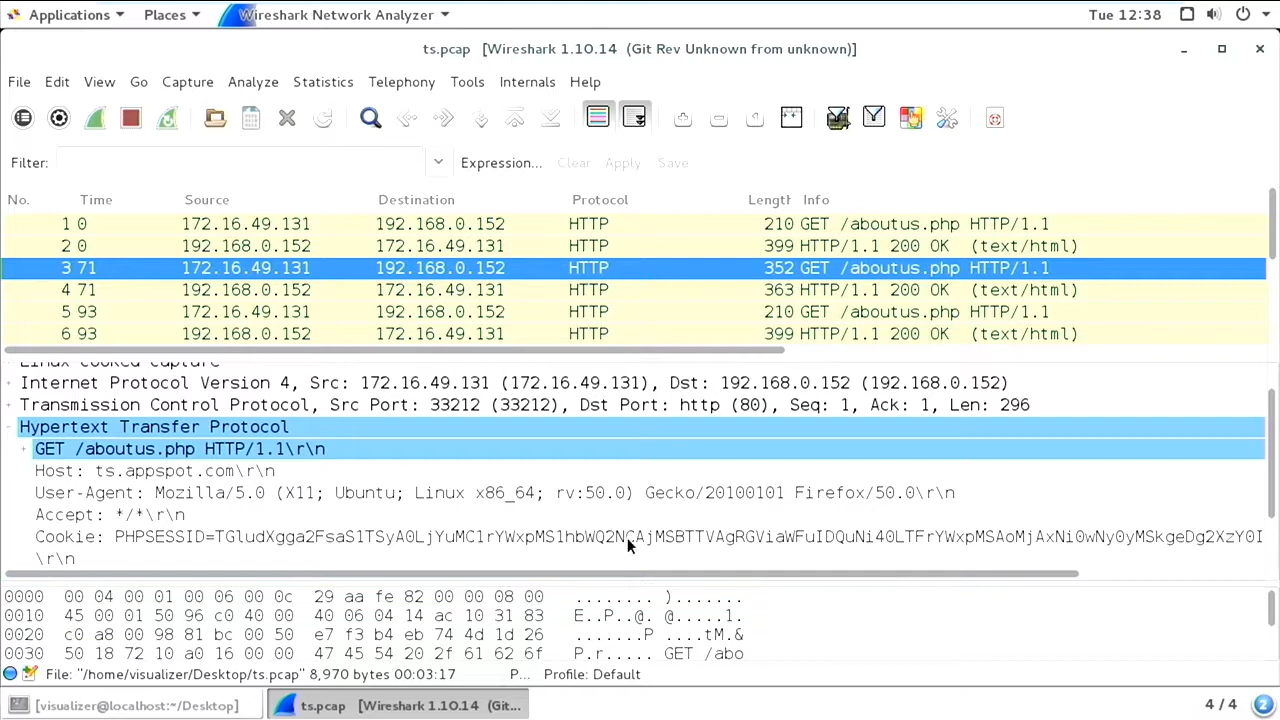 Applications Places Wireshark Network Analyzer Tue 12:38
ts.pcap [Wireshark 1.10.14 (Git Rev Unknown from unknown)]
File Edit View Go Capture Analyze Statistics Telephony Tools Internals Help
Filter: Expression... Clear Apply Save
No. Time Source Destination Protocol Length Info
1 0 172.16.49.131 192.168.0.152 HTTP 210 GET /aboutus.php HTTP/1.1
2 0 192.168.0.152 172.16.49.131 HTTP 399 HTTP/1.1 200 OK (text/html)
3 71 172.16.49.131 192.168.0.152 HTTP 352 GET /aboutus.php HTTP/1.1
4 71 192.168.0.152 172.16.49.131 HTTP 363 HTTP/1.1 200 OK (text/html)
5 93 172.16.49.131 192.168.0.152 HTTP 210 GET /aboutus.php HTTP/1.1
6 93 192.168.0.152 172.16.49.131 HTTP 399 HTTP/1.1 200 OK (text/html)
Linux cooked capture
Internet Protocol Version 4, Src: 172.16.49.131 (172.16.49.131), Dst: 192.168.0.152 (192.168.0.152)
Transmission Control Protocol, Src Port: 33212 (33212), Dst Port: http (80), Seq: 1, Ack: 1, Len: 296
Hypertext Transfer Protocol
GET /aboutus.php HTTP/1.1\r\n
Host: ts.appspot.com\r\n
User-Agent: Mozilla/5.0 (X11; Ubuntu; Linux x86_64; rv:50.0) Gecko/20100101 Firefox/50.0\r\n
Accept: */*\r\n
Cookie: PHPSESSID=TGludXgga2FsaS1TSyA0LjYuMC1rYWxpMS1hbWQ2NCAjMSBTTVAgRGViaWFuIDQuNi40LTFrYWxpMSAoMjAxNi0wNy0yMSkgeDg2XzY0I
\r\n
0000 00 04 00 01 00 06 00 0c 29 aa fe 82 00 00 08 00 ........ ).......
0010 45 00 01 50 96 c0 40 00 40 06 04 14 ac 10 31 83 E..P..@. @.....1.
0020 c0 a8 00 98 81 bc 00 50 e7 f3 b4 eb 74 4d 1d 26 .......P ....tM.&
0030 50 18 72 10 a0 16 00 00 47 45 54 20 2f 61 62 6f P.r..... GET /abo
File: "/home/visualizer/Desktop/ts.pcap" 8,970 bytes 00:03:17 P... Profile: Default
[visualizer@localhost:~/Desktop] ts.pcap [Wireshark 1.10.14 (Git... 4 / 4 2